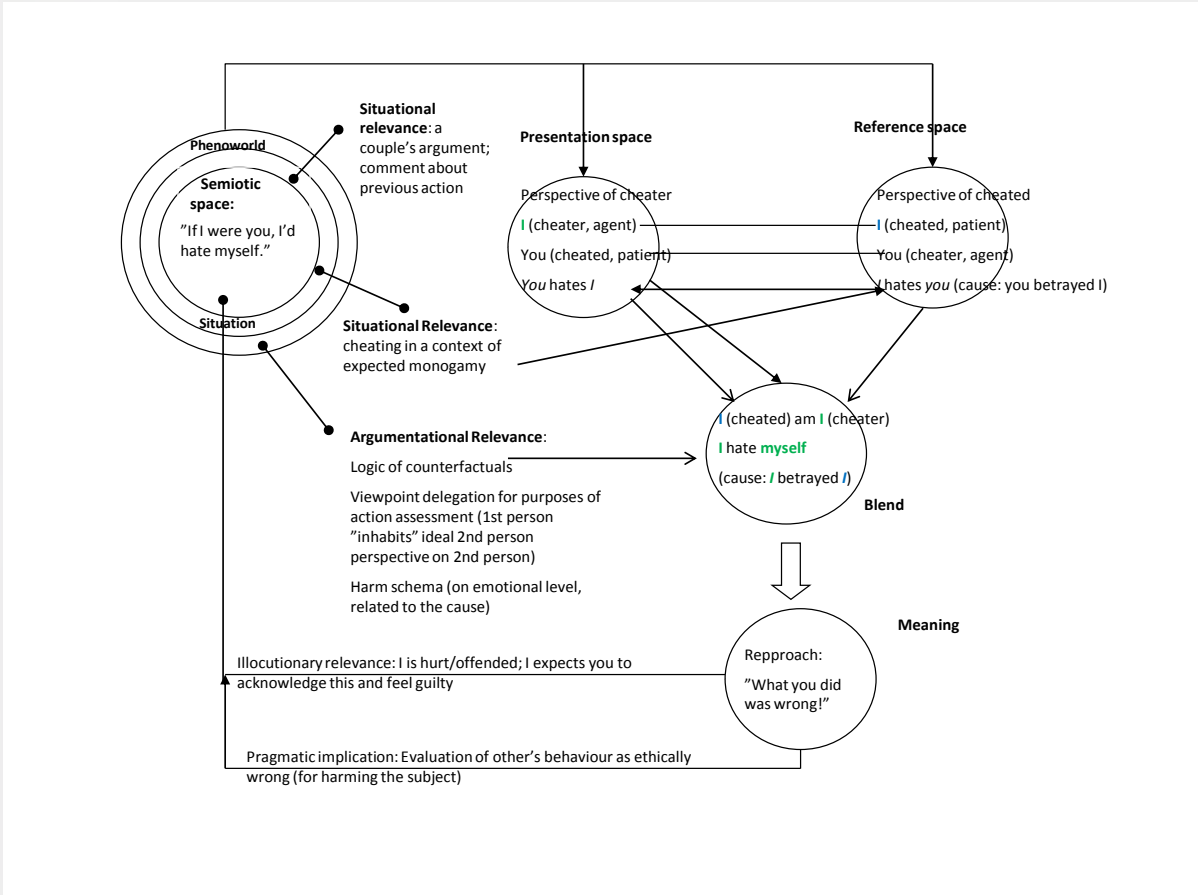 Phenoworld
Semiotic
space:
”If I were you, I’d
hate myself.”
Situation
Situational
relevance: a
couple’s argument;
comment about
previous action
Situational Relevance:
cheating in a context of
expected monogamy
Argumentational Relevance:
Logic of counterfactuals
Viewpoint delegation for purposes of
action assessment (1st person
”inhabits” ideal 2nd person
perspective on 2nd person)
Harm schema (on emotional level,
related to the cause)
Presentation space
Perspective of cheater
I (cheater, agent)
You (cheated, patient)
You hates I
Reference space
Perspective of cheated
I (cheated, patient)
You (cheater, agent)
I hates you (cause: you betrayed I)
I (cheated) am I (cheater)
I hate myself
(cause: I betrayed I)
Blend
Meaning
Repproach:
”What you did
was wrong!”
Illocutionary relevance: I is hurt/offended; I expects you to
acknowledge this and feel guilty
Pragmatic implication: Evaluation of other’s behaviour as ethically
wrong (for harming the subject)